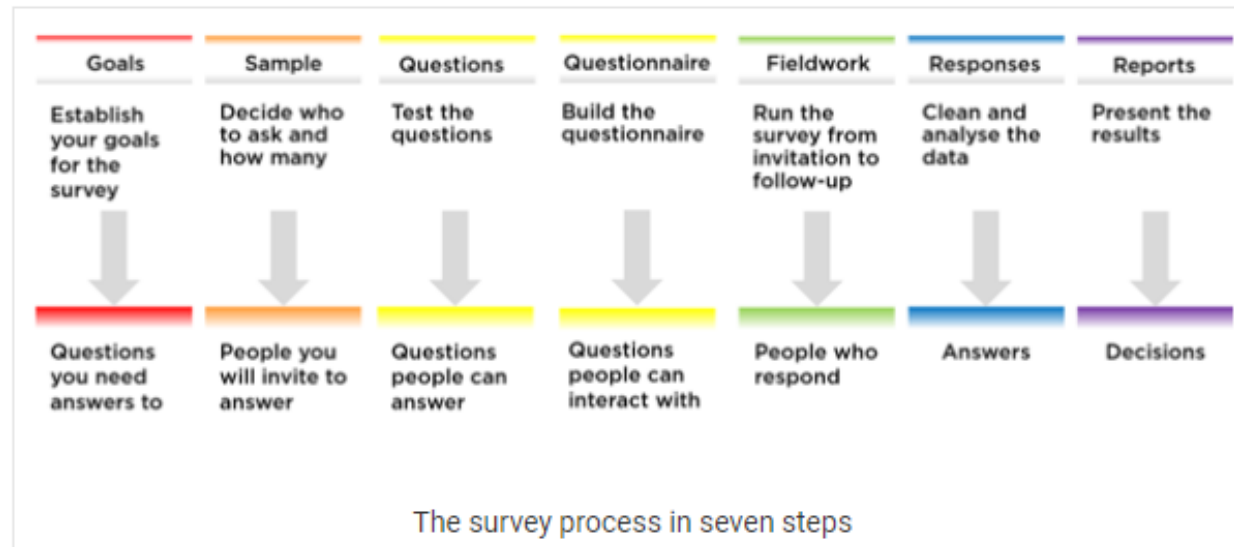 Goals
Establish
your goals
for the
survey
Questions
you need
answers to
Sample
Decide who
to ask and
how many
People you
will invite to
answer
Questions
Test the
questions
Questions
people can
answer
Questionnaire
Build the
questionnaire
Questions
people can
interact with
Fieldwork
Run the
survey from
invitation to
follow-up
People who
respond
Responses
Clean and
analyse the
data
Answers
Reports
Present the
results
Decisions
The survey process in seven steps